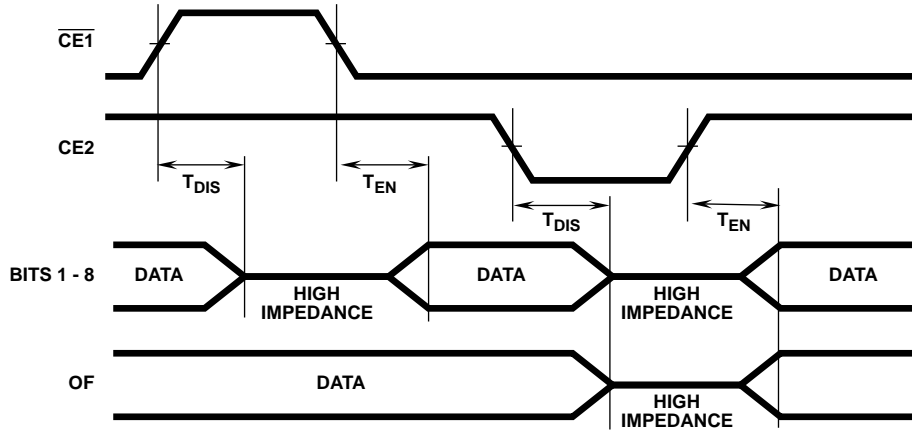 CE1
CE2
TDIS
TEN
TDIS
TEN
BITS 1 - 8
DATA
HIGH
IMPEDANCE
DATA
HIGH
IMPEDANCE
DATA
OF
DATA
HIGH
IMPEDANCE